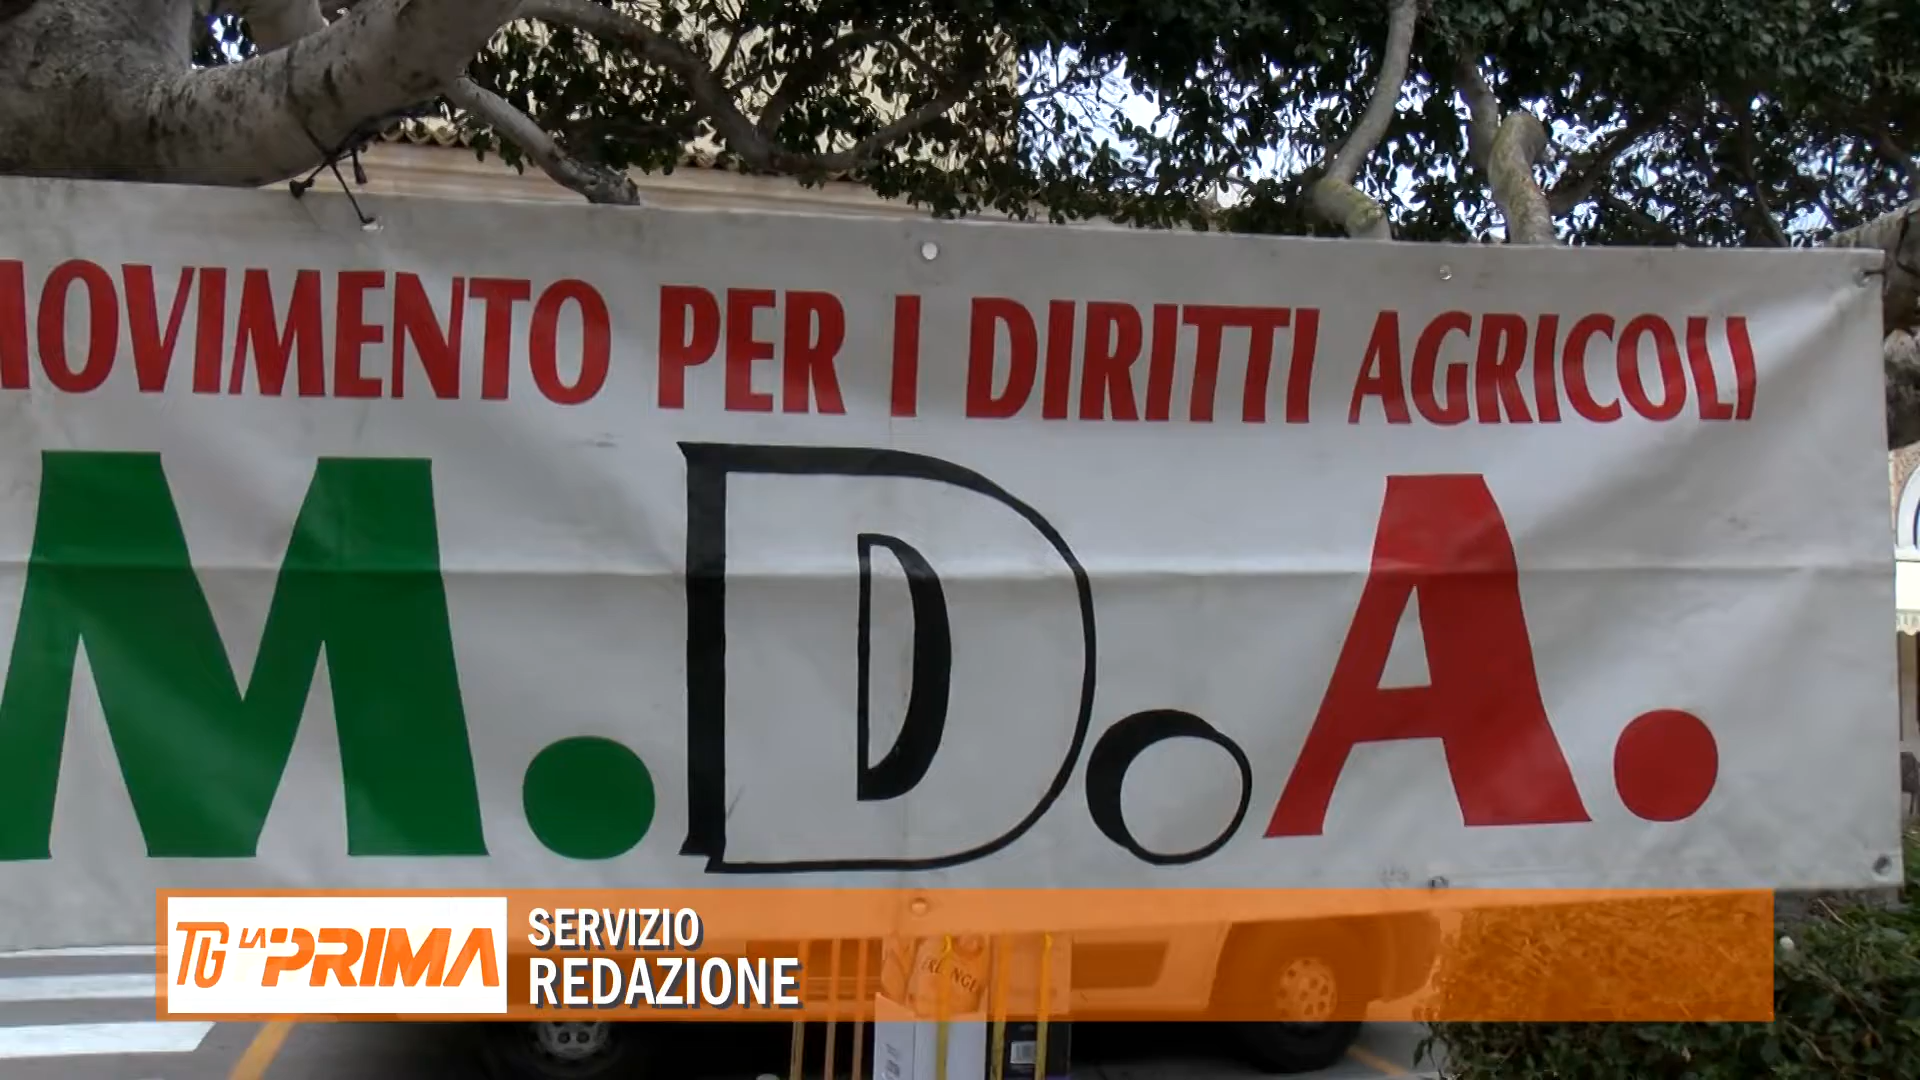 MOVIMENTO PER I DIRITTI AGRICOLI
M.D.A.
TG LA PRIMA
SERVIZIO
REDAZIONE